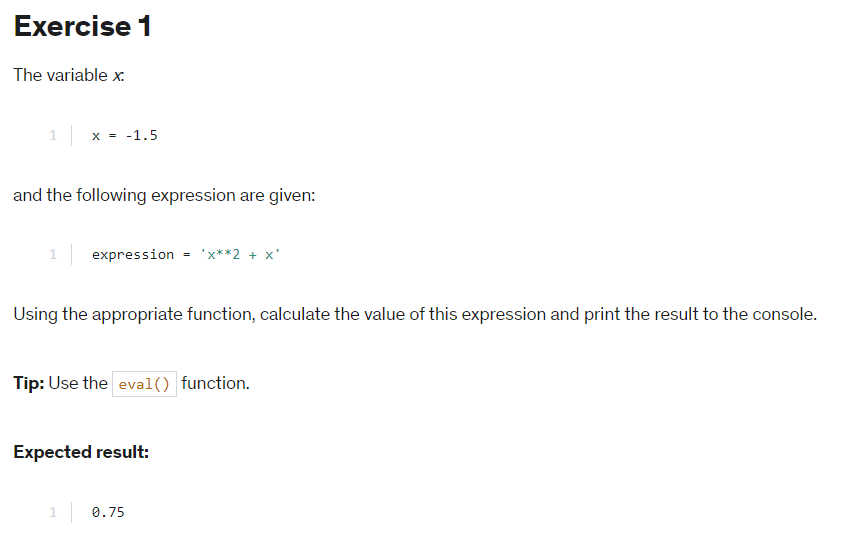 Exercise 1
The variable x:
1 x = -1.5
and the following expression are given:
1 expression = 'x**2 + x'
Using the appropriate function, calculate the value of this expression and print the result to the console.
Tip: Use the eval() function.
Expected result:
1 0.75